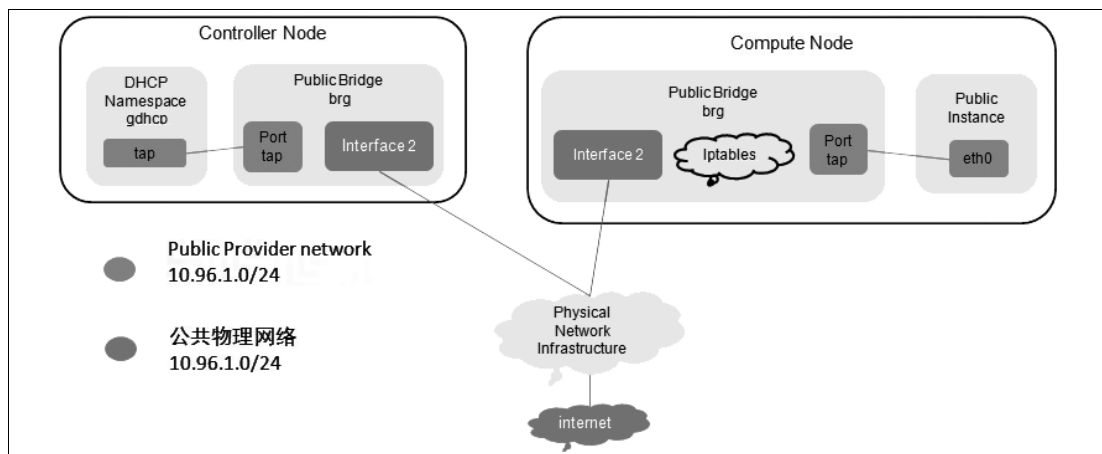 Controller Node
DHCP
Namespace
gdhcp
tap
Public Bridge
brg
Port
tap
Interface 2
Compute Node
Public Bridge
brg
Interface 2
Iptables
Port
tap
Public
Instance
eth0
Public Provider network
10.96.1.0/24
公共物理网络
10.96.1.0/24
Physical
Network
Infrastructure
internet